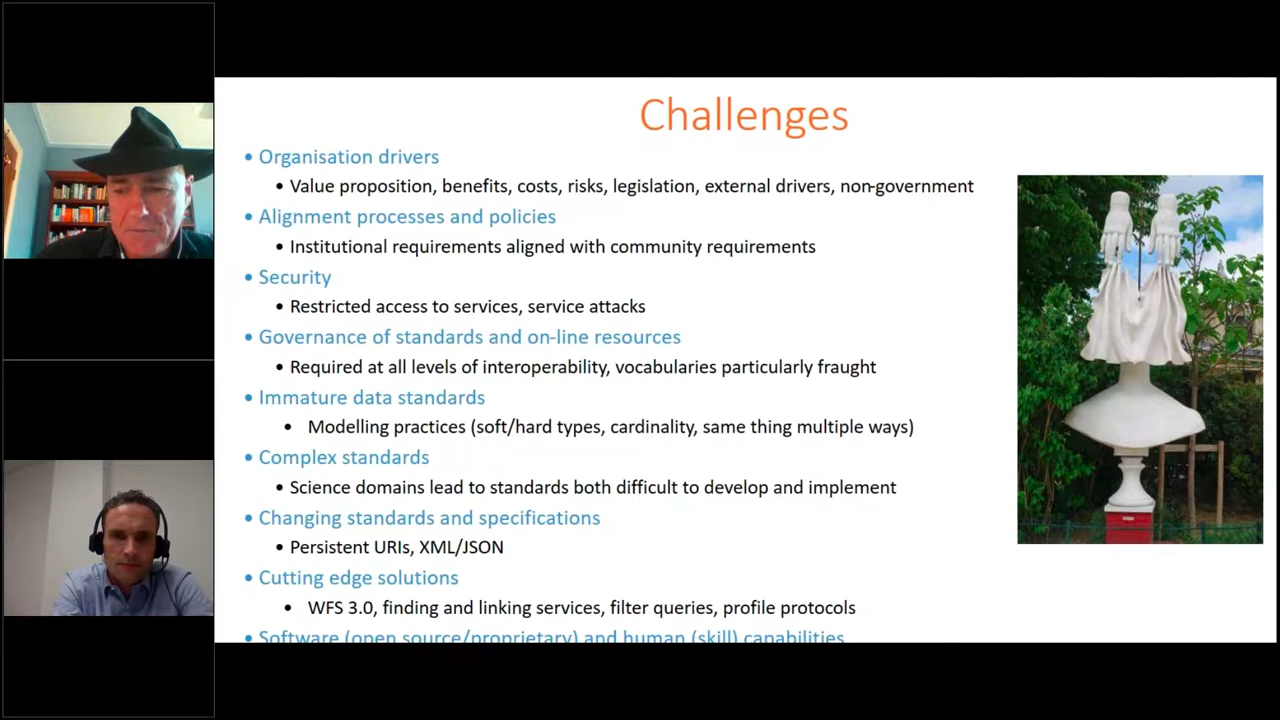 Challenges
• Organisation drivers
• Value proposition, benefits, costs, risks, legislation, external drivers, non-government
• Alignment processes and policies
• Institutional requirements aligned with community requirements
• Security
• Restricted access to services, service attacks
• Governance of standards and on-line resources
• Required at all levels of interoperability, vocabularies particularly fraught
• Immature data standards
• Modelling practices (soft/hard types, cardinality, same thing multiple ways)
• Complex standards
• Science domains lead to standards both difficult to develop and implement
• Changing standards and specifications
• Persistent URIs, XML/JSON
• Cutting edge solutions
• WFS 3.0, finding and linking services, filter queries, profile protocols
• Software (open source/proprietary) and human (skill) capabilities